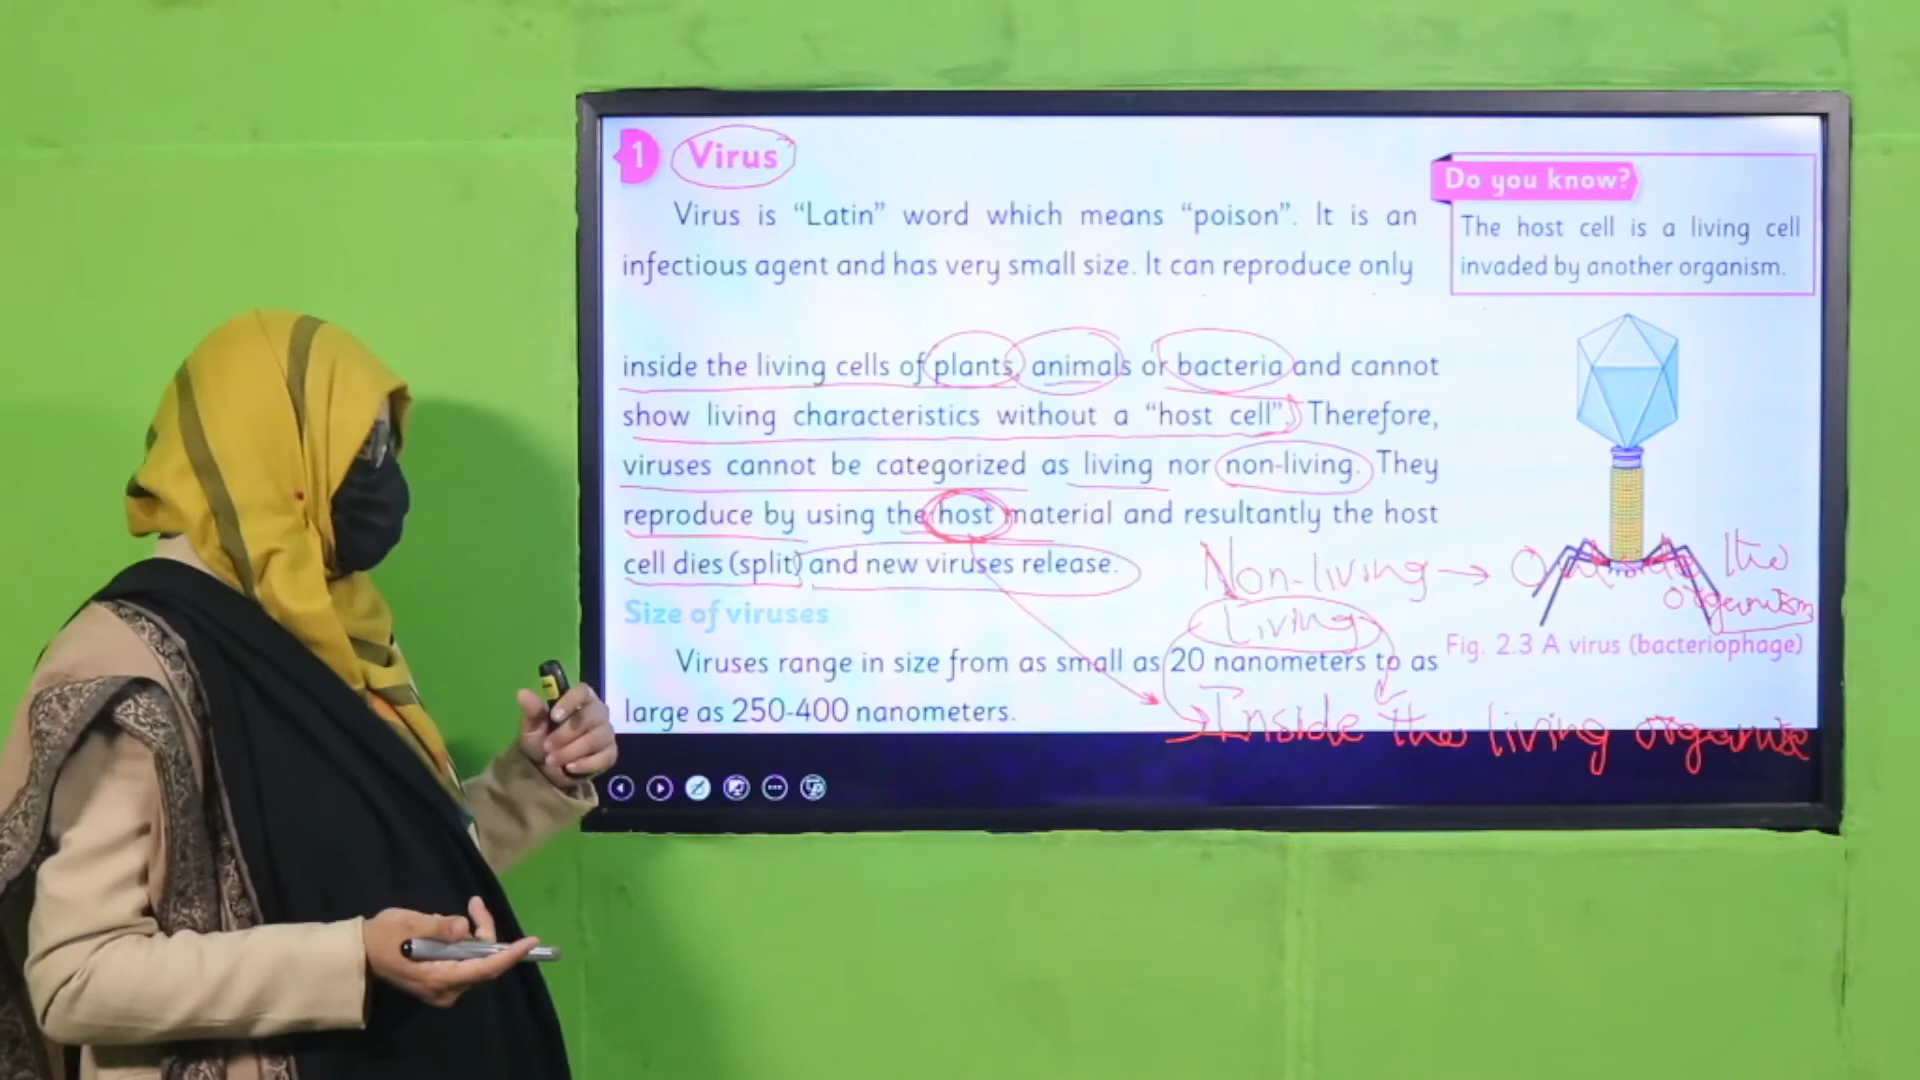 1 Virus
Virus is “Latin” word which means “poison”. It is an
infectious agent and has very small size. It can reproduce only
inside the living cells of plants, animals or bacteria and cannot
show living characteristics without a “host cell”. Therefore,
viruses cannot be categorized as living nor non-living. They
reproduce by using the host material and resultantly the host
cell dies (split) and new viruses release.
Size of viruses
Viruses range in size from as small as 20 nanometers to as
large as 250-400 nanometers.
Do you know?
The host cell is a living cell
invaded by another organism.
Fig. 2.3 A virus (bacteriophage)
Non-living → Outside the
organism
Living
Inside the living organise